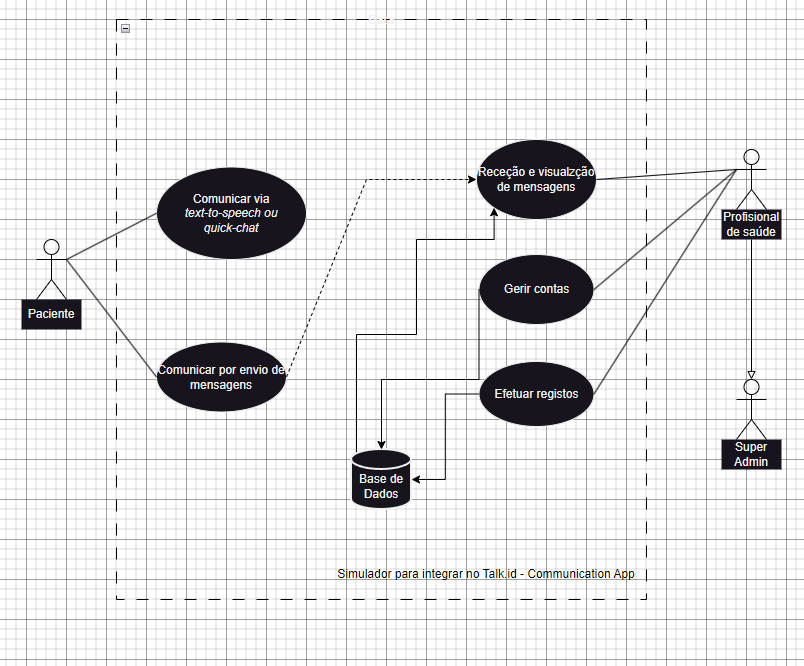 Comunicar via
text-to-speech ou
quick-chat
Receção e visualzção
de mensagens
Profisional
de saúde
Paciente
Gerir contas
Comunicar por envio de
mensagens
Efetuar registos
Super
Admin
Base de
Dados
Simulador para integrar no Talk.id - Communication App